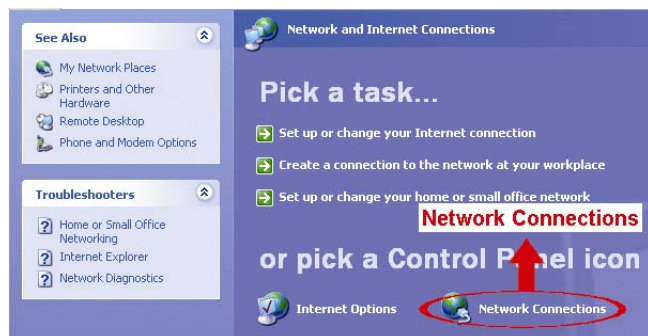 See Also
My Network Places
Printers and Other
Hardware
Remote Desktop
Phone and Modem Options
Troubleshooters
Home or Small Office
Networking
Internet Explorer
Network Diagnostics
Network and Internet Connections
Pick a task...
Set up or change your Internet connection
Create a connection to the network at your workplace
Set up or change your home or small office network
Network Connections
or pick a Control Panel icon
Internet Options
Network Connections